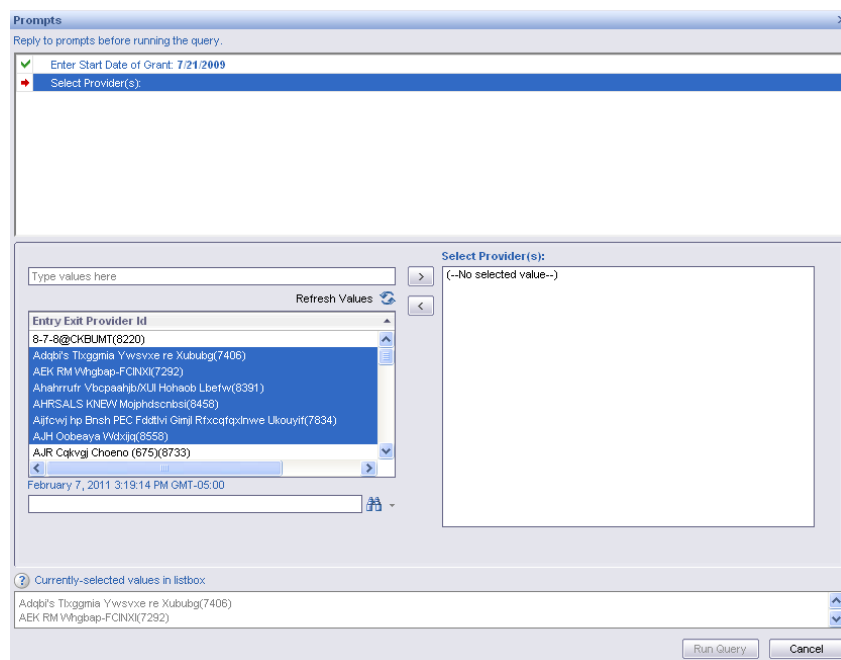 Prompts
Reply to prompts before running the query.
Enter Start Date of Grant: 7/21/2009
Select Provider(s):
Select Provider(s):
Type values here
>
(--No selected value--)
Refresh Values
<
Entry Exit Provider Id
8-7-8@CKBUMT(8220)
Adqbi's Tlxggmia Ywsvxe re Xububg(7406)
AEK RM Whgbap-FCINXI(7292)
Ahahrrufr Vbcpaahjb/XUI Hohaob Lbefw(8391)
AHRSALS KNEW Mojphdscnbsi(8458)
Aijfcwj hp Bnsh PEC Fddtlvi Gimjl Rfxcqfqxlnwe Ukouyif(7834)
AJH Oobeaya Wdxijq(8558)
AJR Cqkvgj Choeno (675)(8733)
February 7, 2011 3:19:14 PM GMT-05:00
? Currently-selected values in listbox
Adqbi's Tlxggmia Ywsvxe re Xububg(7406)
AEK RM Whgbap-FCINXI(7292)
Run Query Cancel